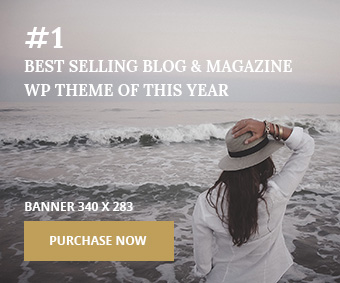 #1
BEST SELLING BLOG & MAGAZINE
WP THEME OF THIS YEAR
BANNER 340 X 283
PURCHASE NOW